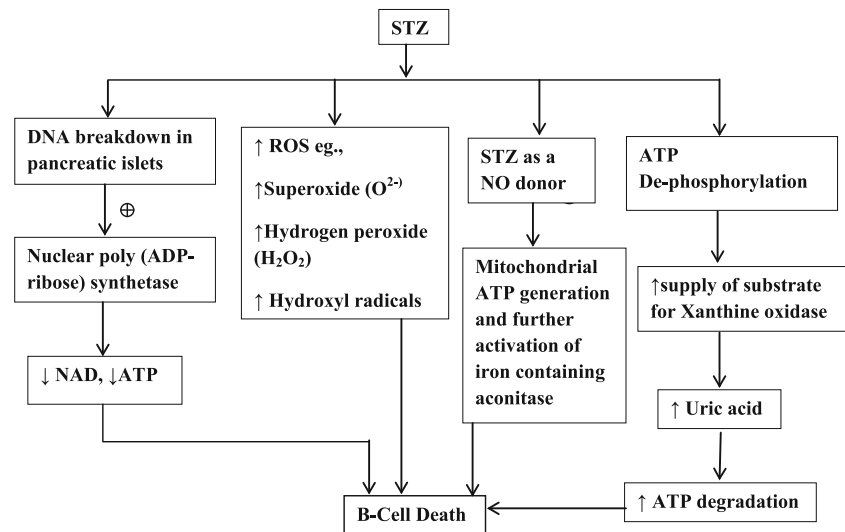 STZ
DNA breakdown in
pancreatic islets
⊕
Nuclear poly (ADP-
ribose) synthetase
↓ NAD, ↓ATP
↑ ROS eg.,
↑Superoxide (O²⁻⁾
↑Hydrogen peroxide
(H₂O₂)
↑ Hydroxyl radicals
STZ as a
NO donor
Mitochondrial
ATP generation
and further
activation of
iron containing
aconitase
ATP
De-phosphorylation
↑supply of substrate
for Xanthine oxidase
↑ Uric acid
↑ ATP degradation
B-Cell Death